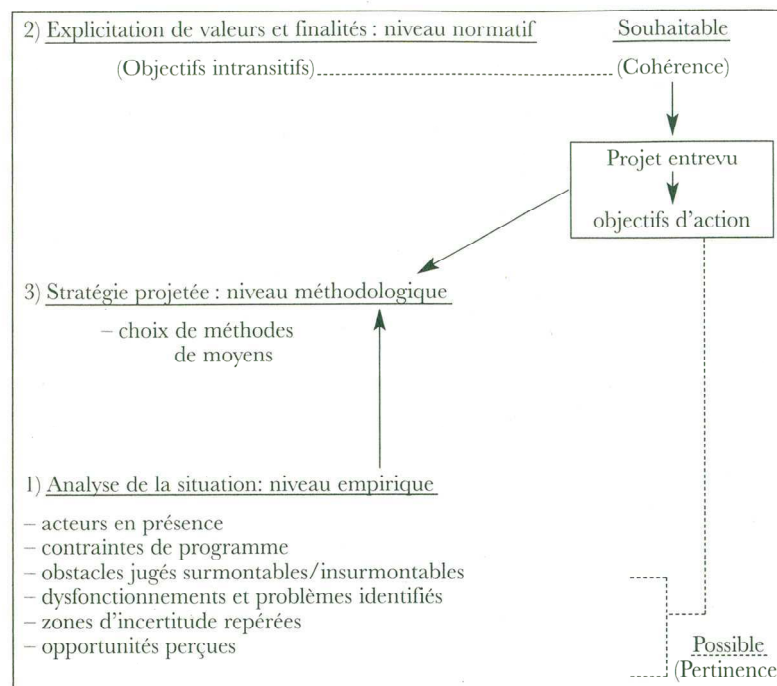 2) Explicitation de valeurs et finalités : niveau normatif Souhaitable
(Objectifs intransitifs) (Cohérence)
Projet entrevu
objectifs d'action
3) Stratégie projetée : niveau méthodologique
– choix de méthodes
de moyens
1) Analyse de la situation: niveau empirique
– acteurs en présence
– contraintes de programme
– obstacles jugés surmontables/insurmontables
– dysfonctionnements et problèmes identifiés
– zones d'incertitude repérées
– opportunités perçues
Possible
(Pertinence